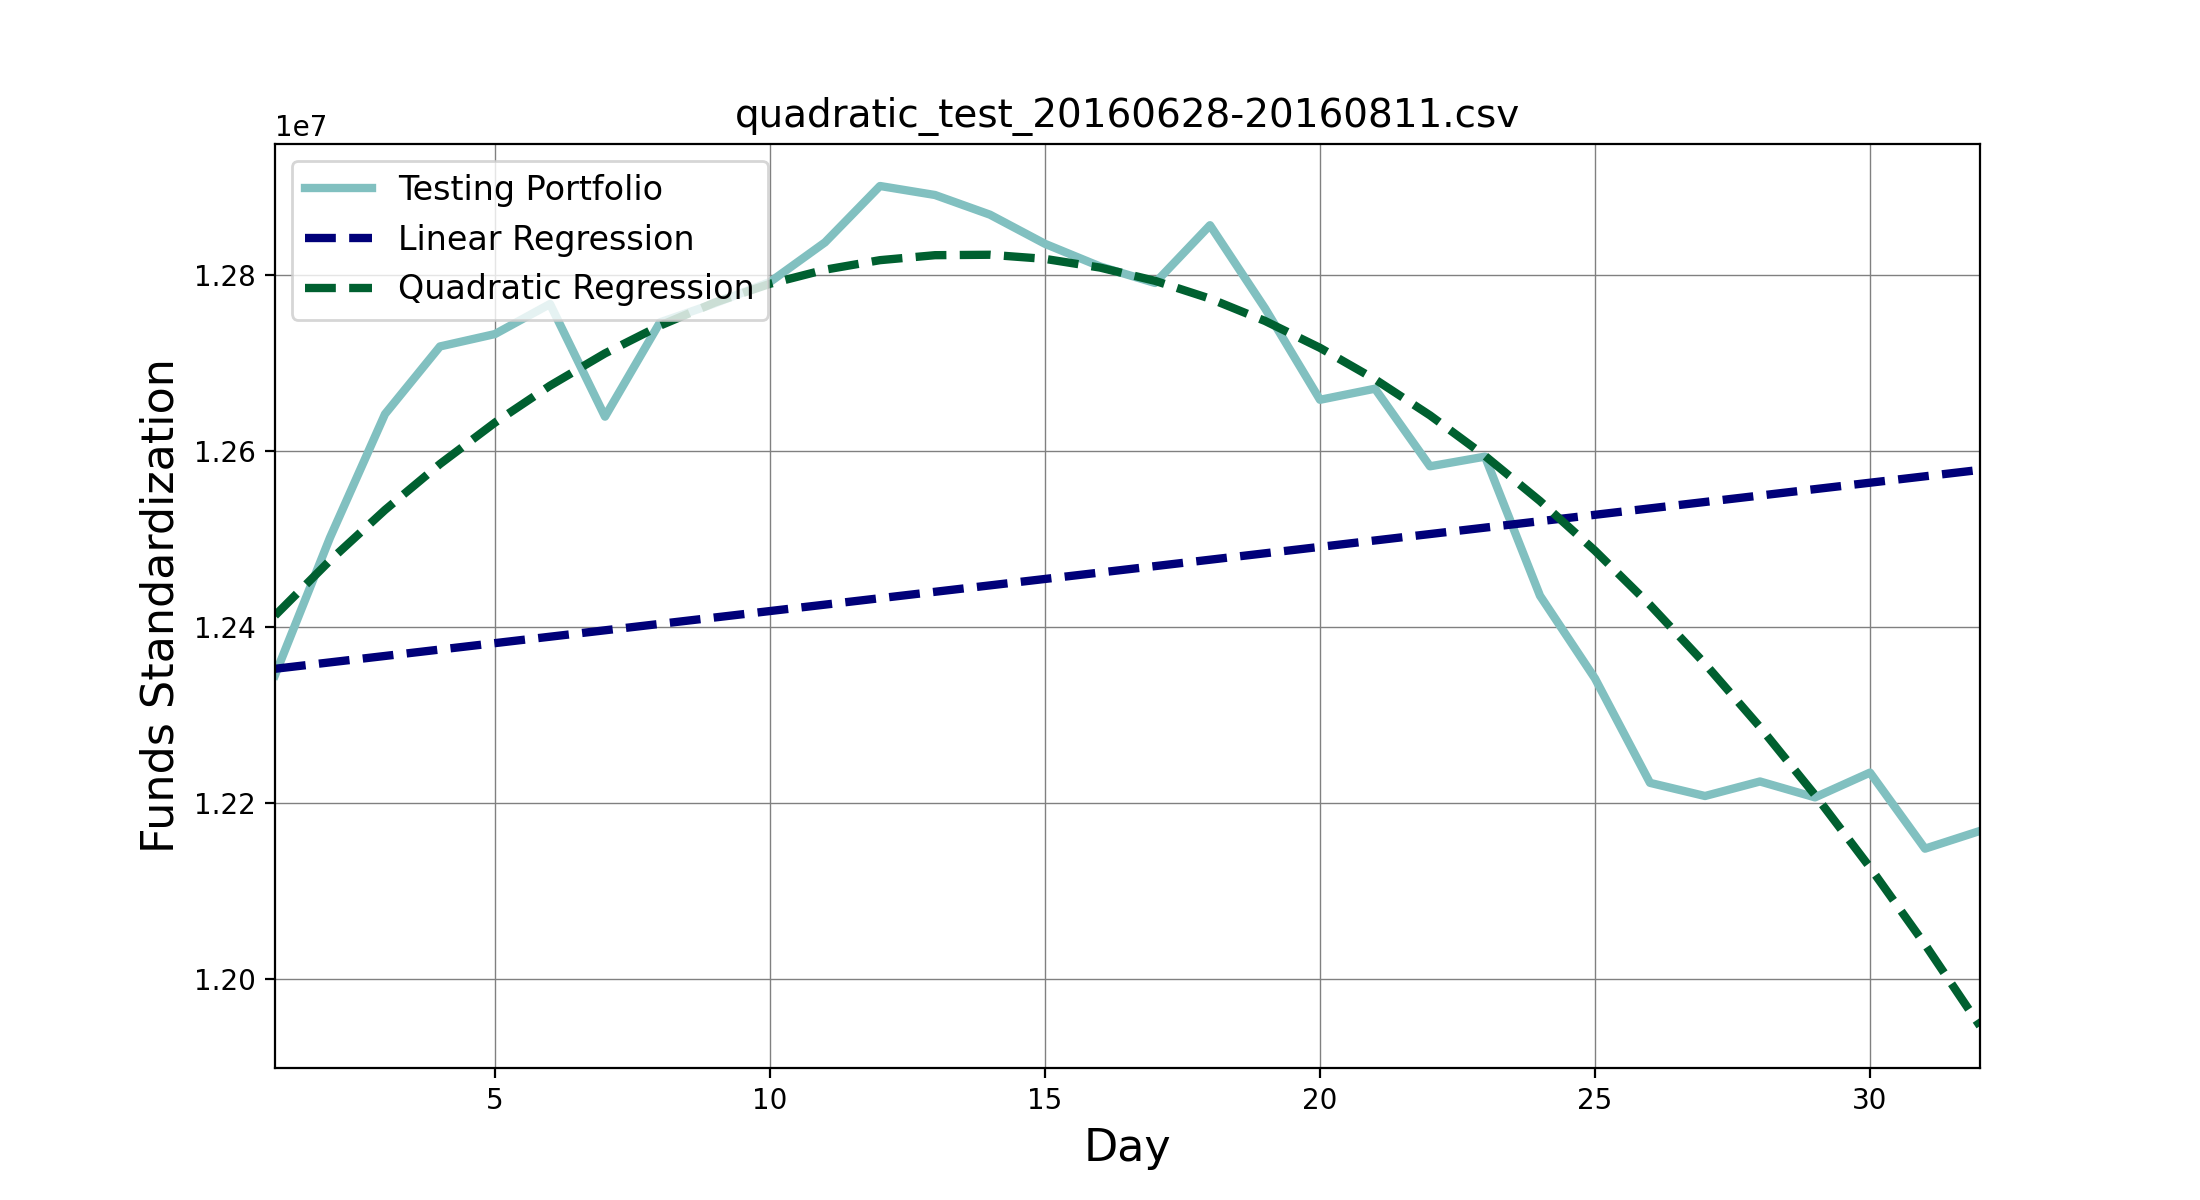 quadratic_test_20160628-20160811.csv
1e7
Testing Portfolio
Linear Regression
Quadratic Regression
1.28
1.26
1.24
1.22
1.20
Funds Standardization
5 10 15 20 25 30
Day